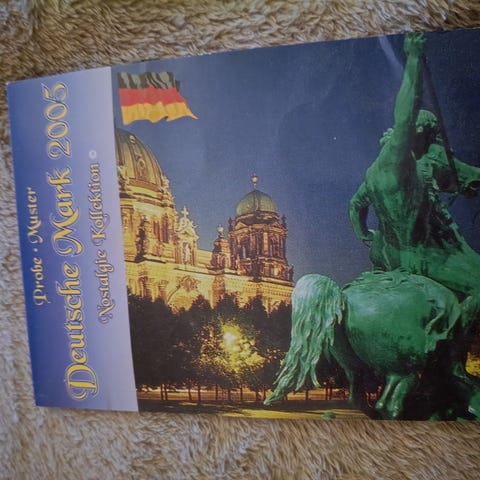 Probe · Muster
Deutsche Mark 2005
Nostalgie Kollektion ©